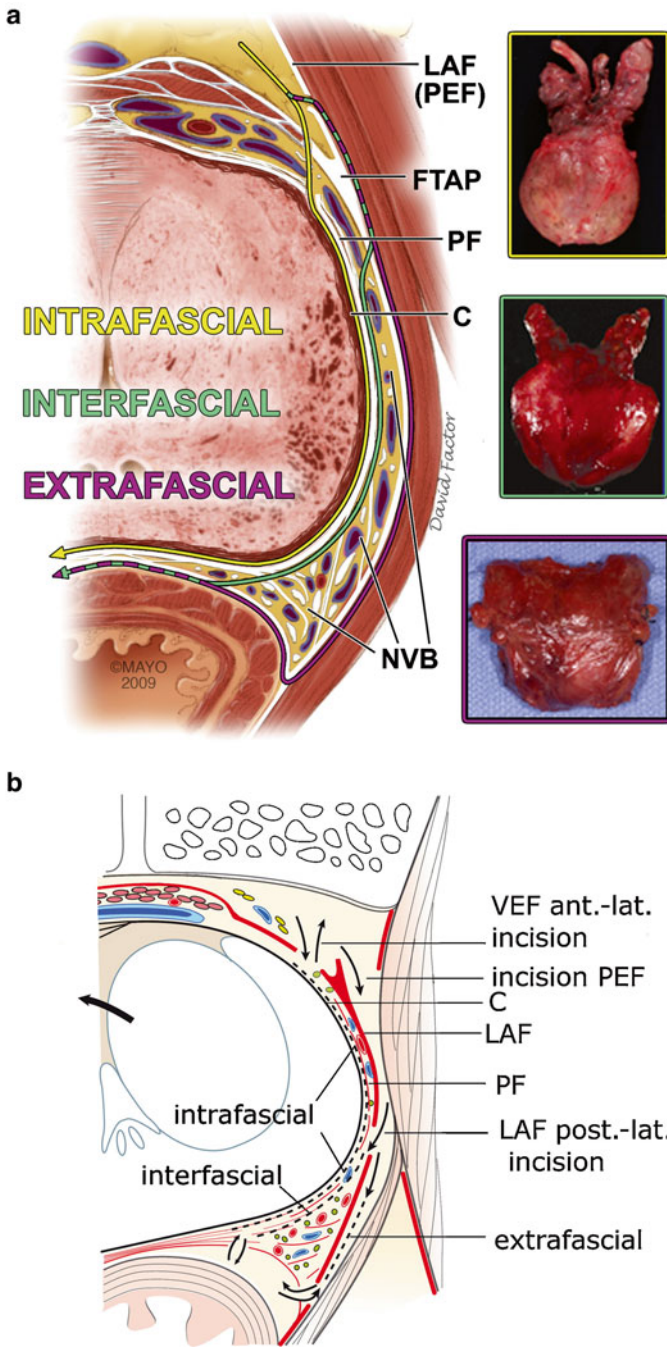 a
LAF
(PEF)
FTAP
PF
C
INTRAFASCIAL
INTERFASCIAL
EXTRAFASCIAL
David Factor
NVB
©MAYO
2009
b
VEF ant.-lat.
incision
incision PEF
C
LAF
PF
intrafascial
LAF post.-lat.
incision
interfascial
extrafascial